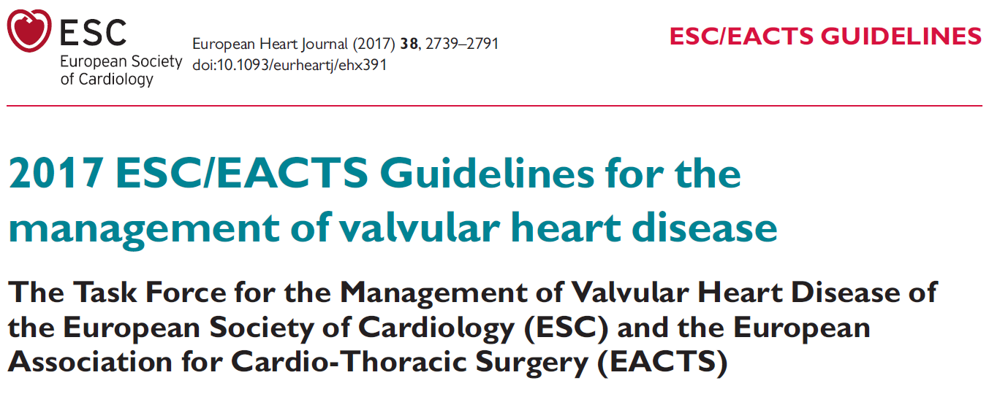 ESC
European Society
of Cardiology
European Heart Journal (2017) 38, 2739–2791
doi:10.1093/eurheartj/ehx391
ESC/EACTS GUIDELINES
2017 ESC/EACTS Guidelines for the
management of valvular heart disease
The Task Force for the Management of Valvular Heart Disease of
the European Society of Cardiology (ESC) and the European
Association for Cardio-Thoracic Surgery (EACTS)